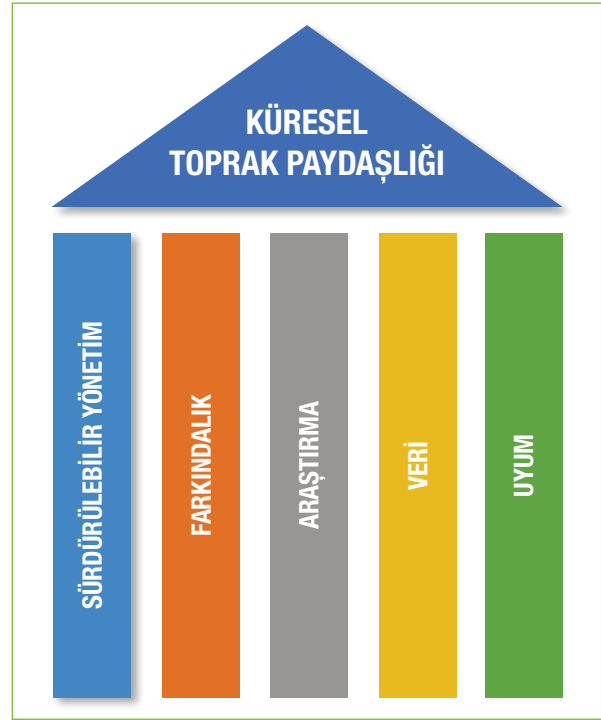 KÜRESEL
TOPRAK PAYDAŞLIĞI
SÜRDÜRÜLEBİLİR YÖNETİM
FARKINDALIK
ARAŞTIRMA
VERİ
UYUM